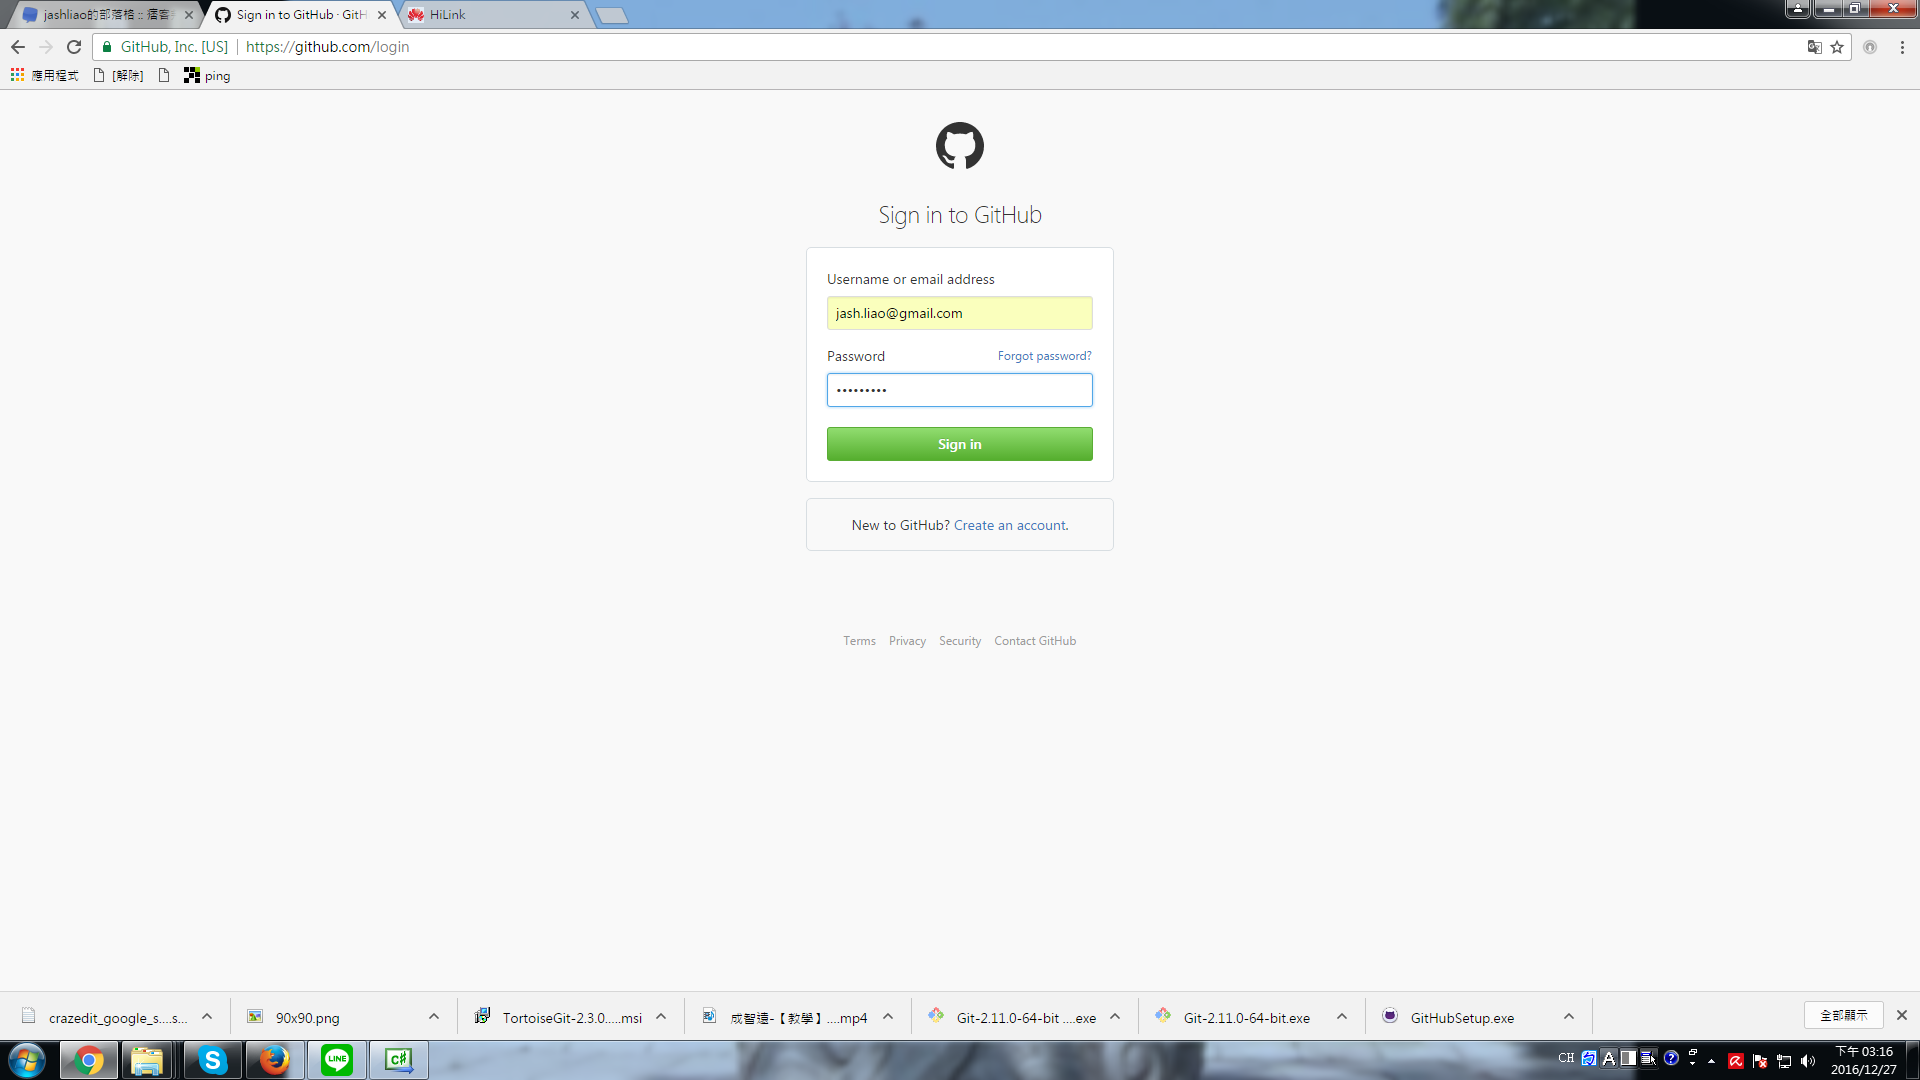 jashliao的部落格 :: 痞客
Sign in to GitHub · GitH
HiLink
GitHub, Inc. [US] | https://github.com/login
應用程式
[解除]
ping
Sign in to GitHub
Username or email address
jash.liao@gmail.com
Password
Forgot password?
•••••••••
Sign in
New to GitHub? Create an account.
Terms Privacy Security Contact GitHub
crazedit_google_s....s...
90x90.png
TortoiseGit-2.3.0.....msi
成智遠-【教學】....mp4
Git-2.11.0-64-bit ....exe
Git-2.11.0-64-bit.exe
GitHubSetup.exe
全部顯示
LINE
C#
CH
A
下午 03:16
2016/12/27